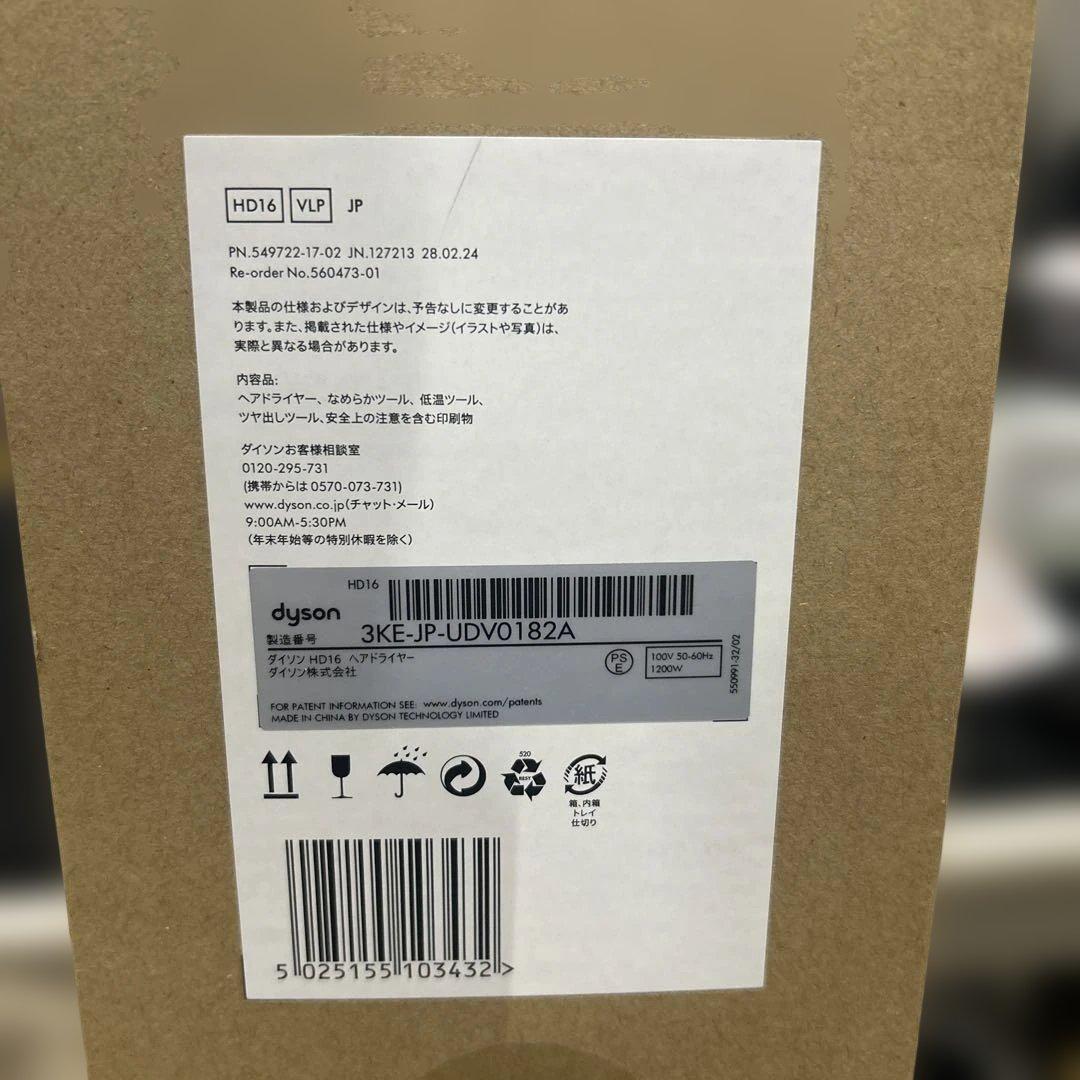 HD16 VLP JP
PN.549722-17-02 JN.127213 28.02.24
Re-order No.560473-01
本製品の仕様およびデザインは、予告なしに変更することがあ
ります。また、掲載された仕様やイメージ(イラストや写真)は、
実際と異なる場合があります。
内容品:
ヘアドライヤー、なめらかツール、低温ツール、
ツヤ出しツール、安全上の注意を含む印刷物
ダイソンお客様相談室
0120-295-731
(携帯からは 0570-073-731)
www.dyson.co.jp(チャット・メール)
9:00AM-5:30PM
(年末年始等の特別休暇を除く)
HD16
dyson
製造番号 3KE-JP-UDV0182A
ダイソン HD16 ヘアドライヤー
ダイソン株式会社
PS
E
100V 50-60Hz
1200W
550991-32/02
FOR PATENT INFORMATION SEE: www.dyson.com/patents
MADE IN CHINA BY DYSON TECHNOLOGY LIMITED
520
BESY
紙
箱、内箱
トレイ
仕切り
5 025155 103432 >